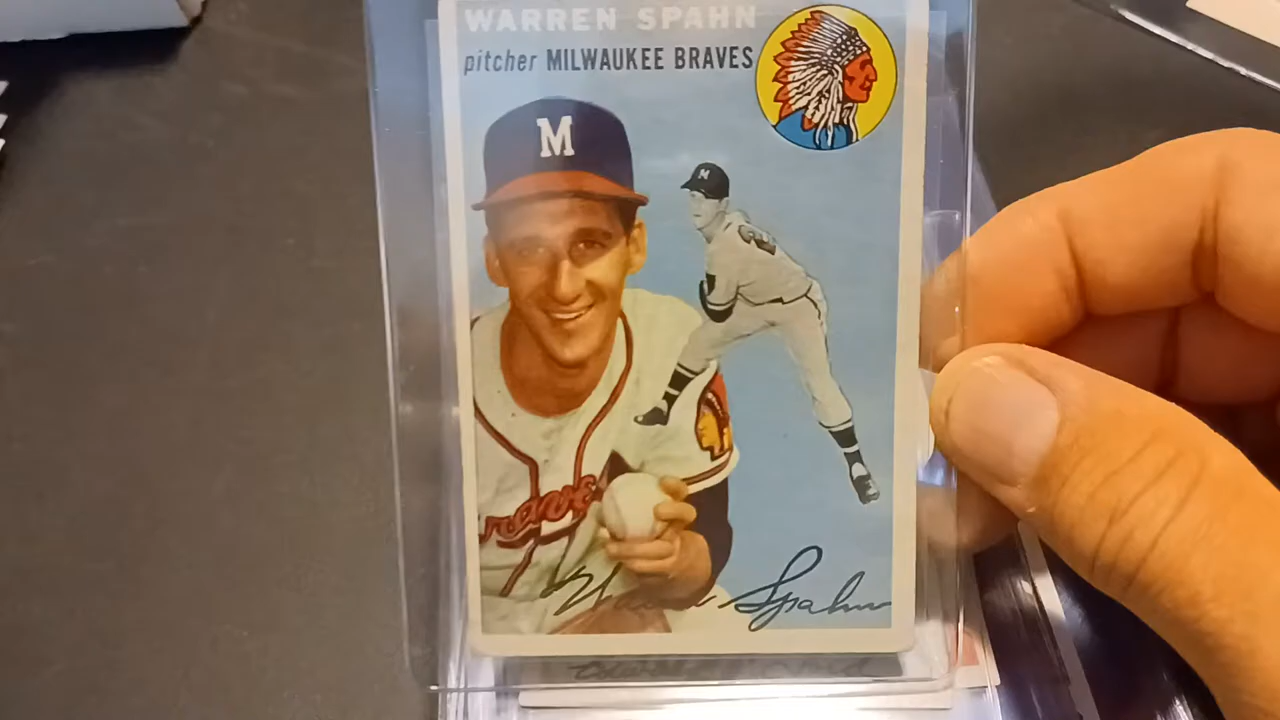 WARREN SPAHN
pitcher MILWAUKEE BRAVES
M
M
Braves
Warren Spahn